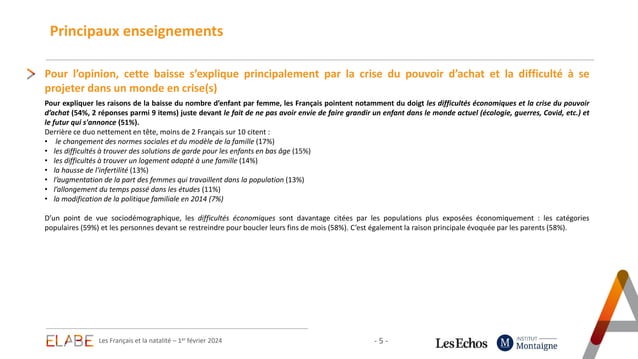 Principaux enseignements
Pour l’opinion, cette baisse s’explique principalement par la crise du pouvoir d’achat et la difficulté à se
projeter dans un monde en crise(s)
Pour expliquer les raisons de la baisse du nombre d’enfant par femme, les Français pointent notamment du doigt les difficultés économiques et la crise du pouvoir
d’achat (54%, 2 réponses parmi 9 items) juste devant le fait de ne pas avoir envie de faire grandir un enfant dans le monde actuel (écologie, guerres, Covid, etc.) et
le futur qui s'annonce (51%).
Derrière ce duo nettement en tête, moins de 2 Français sur 10 citent :
• le changement des normes sociales et du modèle de la famille (17%)
• les difficultés à trouver des solutions de garde pour les enfants en bas âge (15%)
• les difficultés à trouver un logement adapté à une famille (14%)
• la hausse de l'infertilité (13%)
• l’augmentation de la part des femmes qui travaillent dans la population (13%)
• l’allongement du temps passé dans les études (11%)
• la modification de la politique familiale en 2014 (7%)
D’un point de vue sociodémographique, les difficultés économiques sont davantage citées par les populations plus exposées économiquement : les catégories
populaires (59%) et les personnes devant se restreindre pour boucler leurs fins de mois (58%). C’est également la raison principale évoquée par les parents (58%).
ELABE
Les Français et la natalité – 1er février 2024
- 5 -
Les Echos
INSTITUT
Montaigne